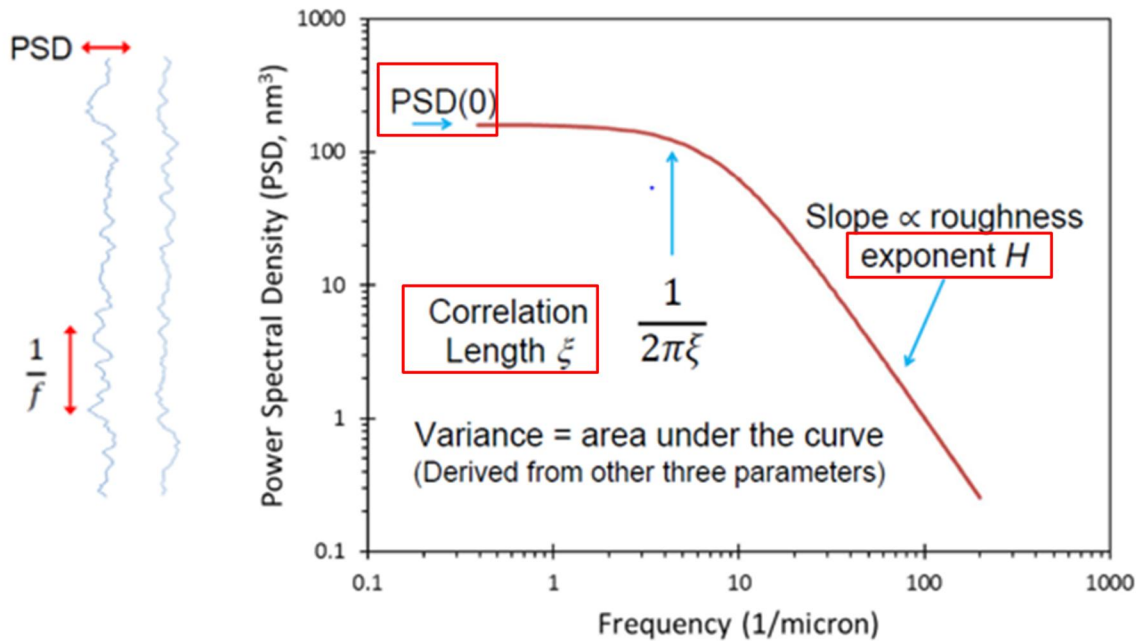 PSD
1
f
Power Spectral Density (PSD, nm³)
1000
100
10
1
0.1
PSD(0)
Slope ∝ roughness
exponent H
Correlation
Length ξ
1
2πξ
Variance = area under the curve
(Derived from other three parameters)
0.1 1 10 100 1000
Frequency (1/micron)